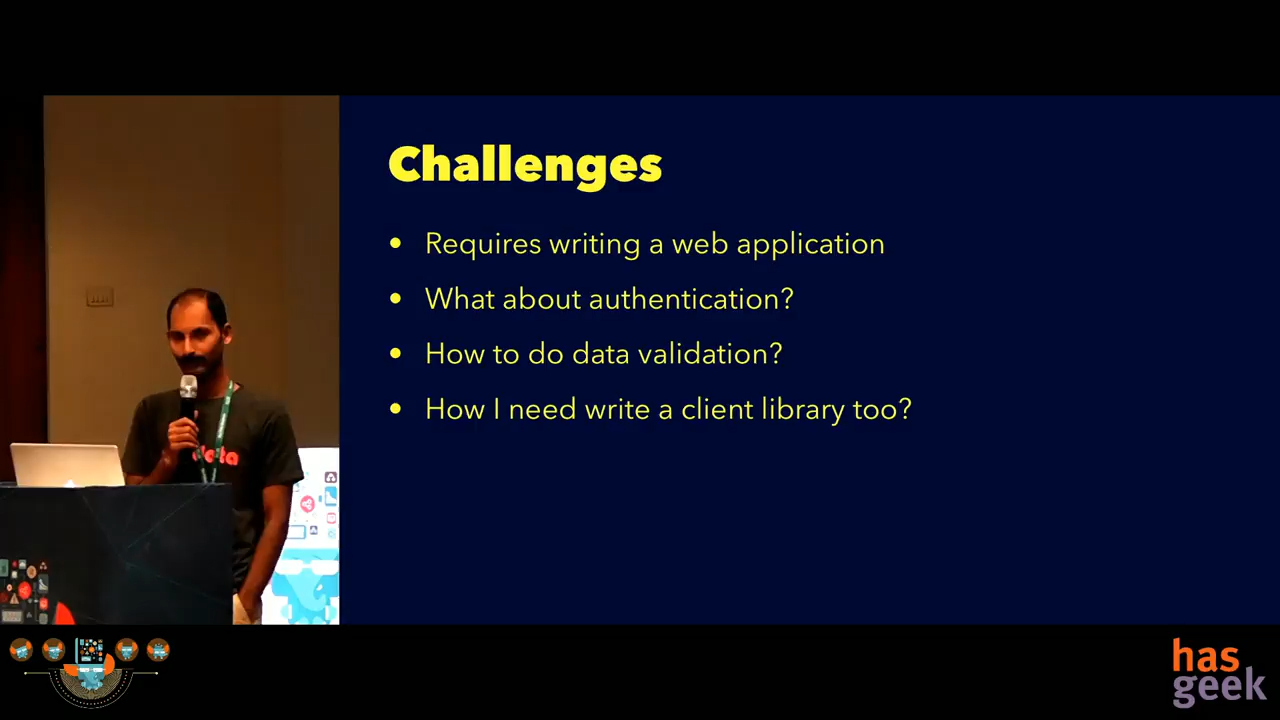 Challenges
• Requires writing a web application
• What about authentication?
• How to do data validation?
• How I need write a client library too?
has
geek